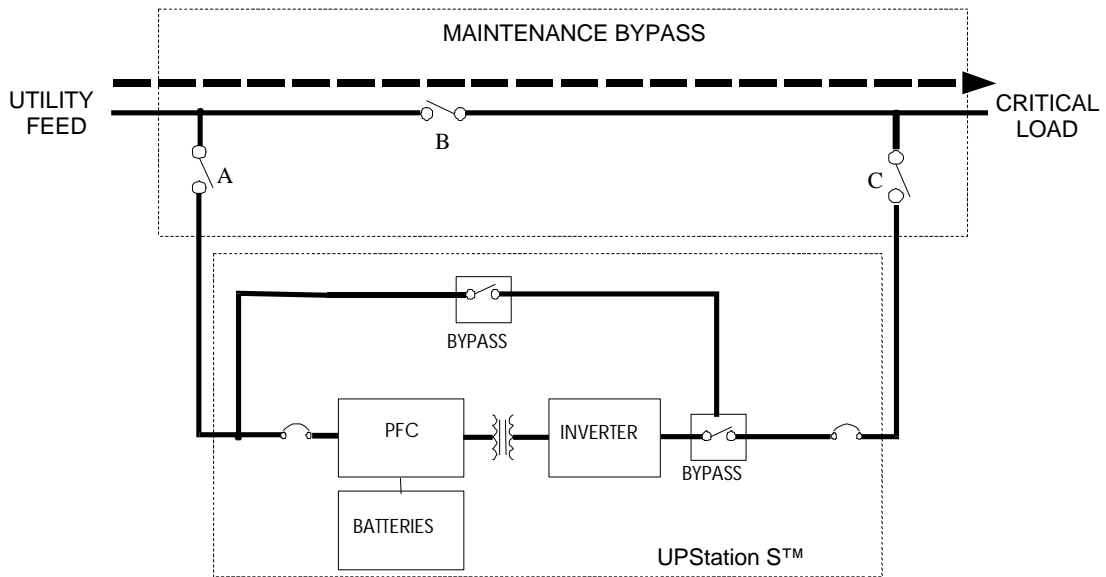 MAINTENANCE BYPASS
UTILITY
FEED
CRITICAL
LOAD
B
A
C
BYPASS
PFC
INVERTER
BYPASS
BATTERIES
UPStation S™